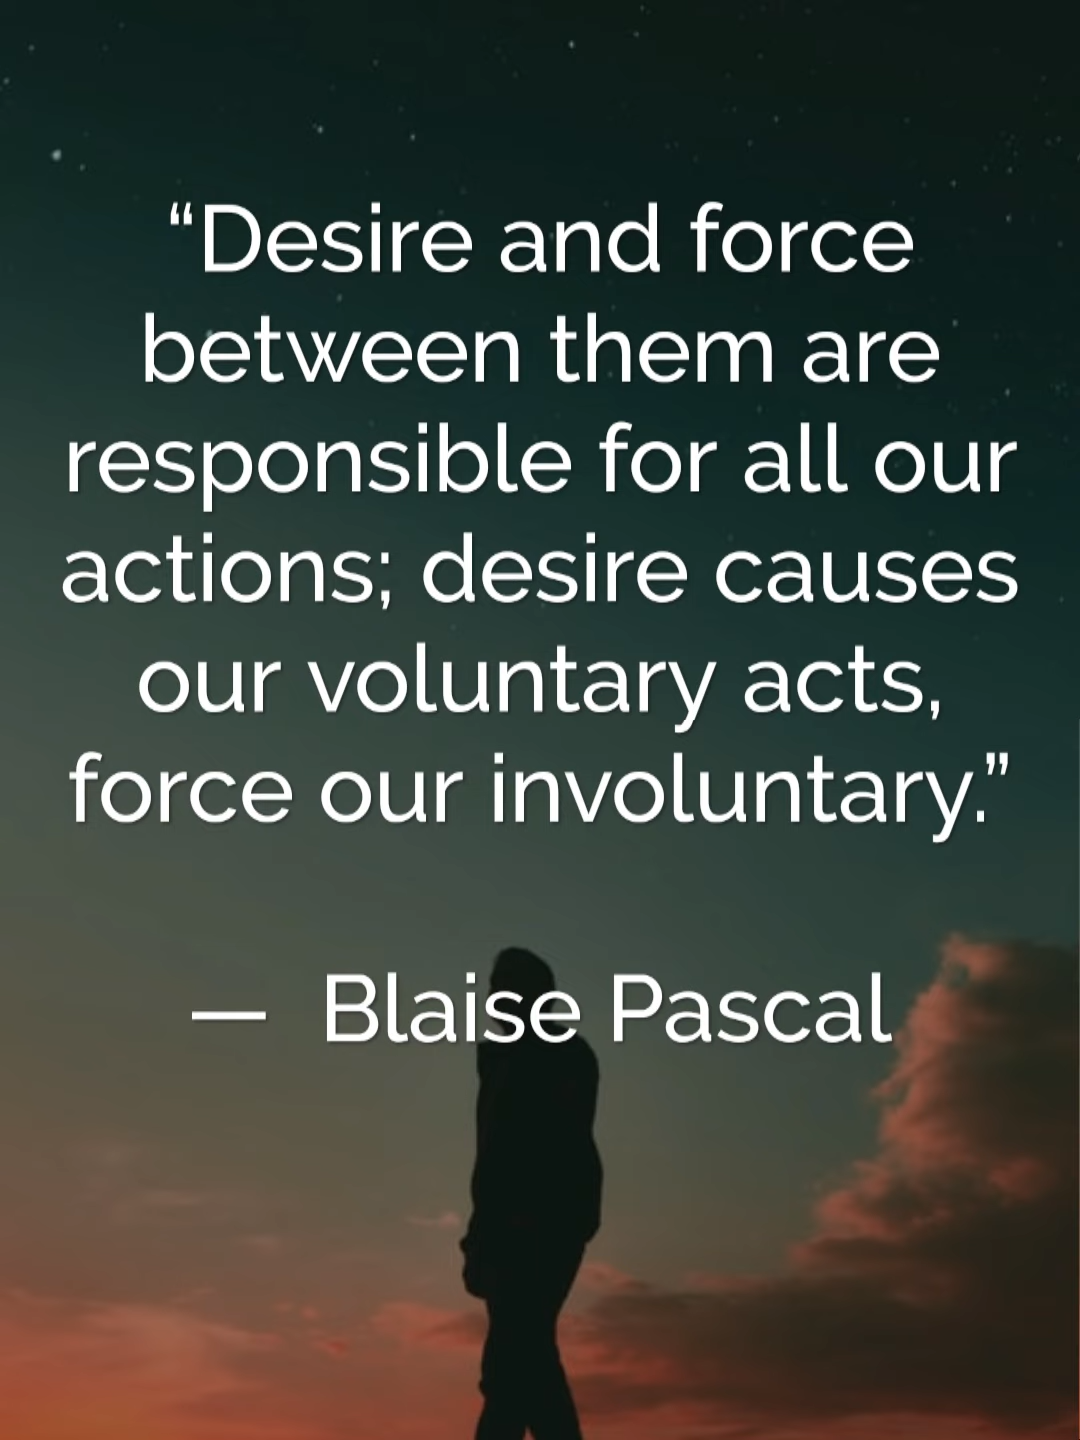 “Desire and force
between them are
responsible for all our
actions; desire causes
our voluntary acts,
force our involuntary.”
— Blaise Pascal